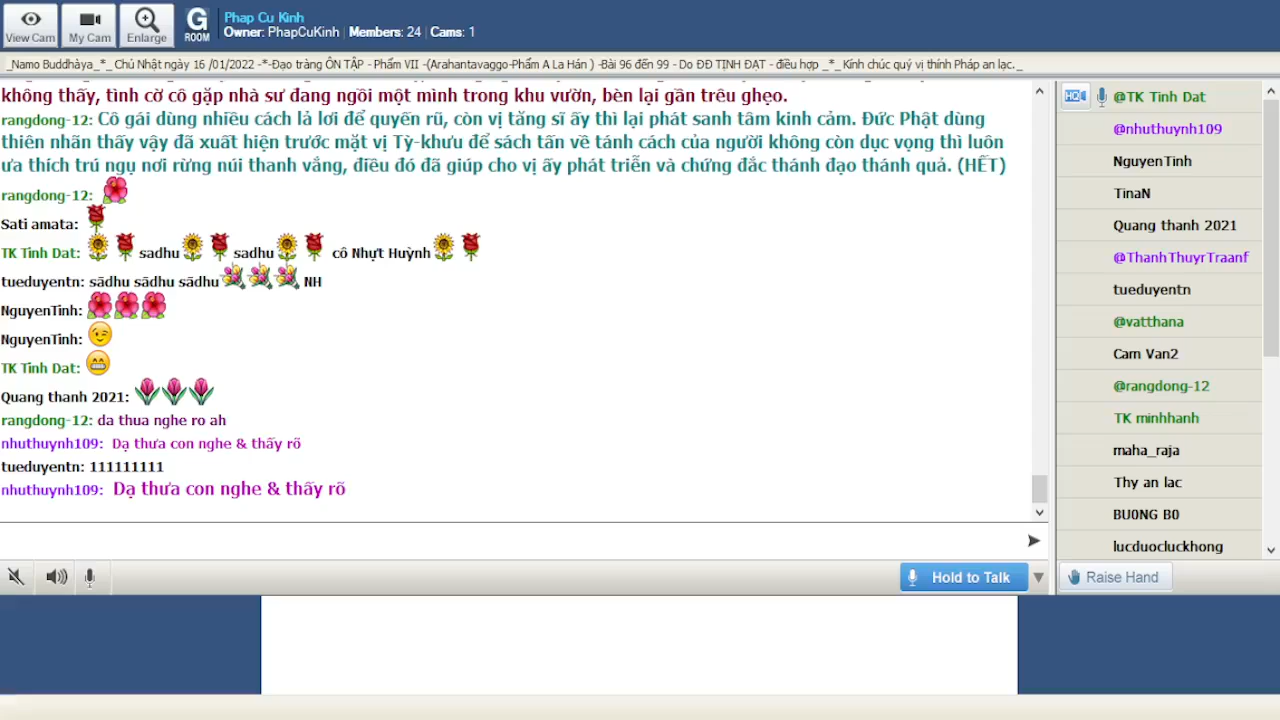 View Cam
My Cam
Enlarge
G
ROOM
Phap Cu Kinh
Owner: PhapCuKinh | Members: 24 | Cams: 1
_Namo Buddhàya_*_ Chủ Nhật ngày 16 /01/2022 -*-Đạo tràng ÔN TẬP - Phẩm VII -(Arahantavaggo-Phẩm A La Hán ) -Bài 96 đến 99 - Do ĐĐ TỊNH ĐẠT - điều hợp _*_ Kính chúc quý vị thính Pháp an lạc._
không thấy, tình cờ cô gặp nhà sư đang ngồi một mình trong khu vườn, bèn lại gần trêu ghẹo.
rangdong-12: Cô gái dùng nhiều cách lả lơi để quyến rũ, còn vị tăng sĩ ấy thì lại phát sanh tâm kinh cảm. Đức Phật dùng
thiên nhãn thấy vậy đã xuất hiện trước mặt vị Tỳ-khưu để sách tấn về tánh cách của người không còn dục vọng thì luôn
ưa thích trú ngụ nơi rừng núi thanh vắng, điều đó đã giúp cho vị ấy phát triển và chứng đắc thánh đạo thánh quả. (HẾT)
rangdong-12:
Sati amata:
TK Tinh Dat: sadhu sadhu cô Nhựt Huỳnh
tueduyentn: sādhu sādhu sādhu NH
NguyenTinh:
NguyenTinh:
TK Tinh Dat:
Quang thanh 2021:
rangdong-12: da thua nghe ro ah
nhuthuynh109: Dạ thưa con nghe & thấy rõ
tueduyentn: 111111111
nhuthuynh109: Dạ thưa con nghe & thấy rõ
Hold to Talk
HQ
@TK Tinh Dat
@nhuthuynh109
NguyenTinh
TinaN
Quang thanh 2021
@ThanhThuyrTraanf
tueduyentn
@vatthana
Cam Van2
@rangdong-12
TK minhhanh
maha_raja
Thy an lac
BU0NG B0
lucduocluckhong
Raise Hand